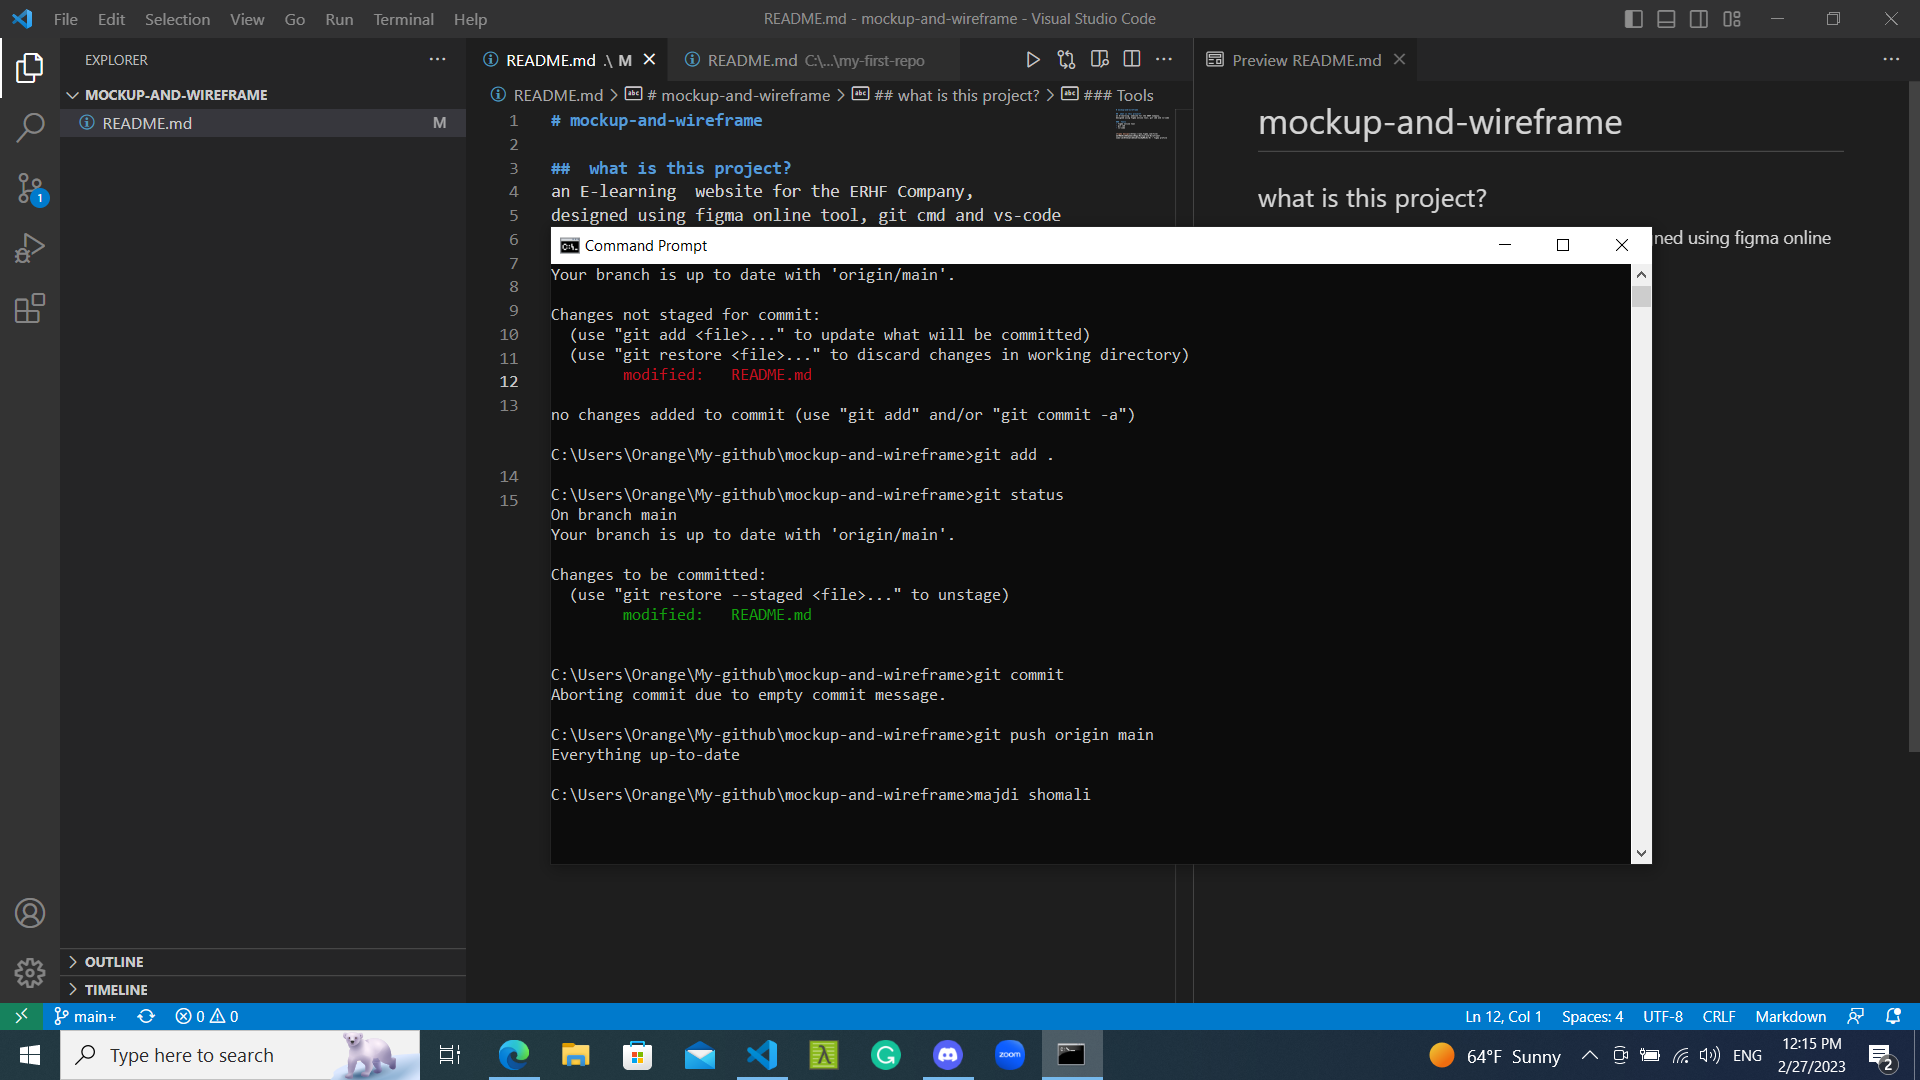 File Edit Selection View Go Run Terminal Help
README.md - mockup-and-wireframe - Visual Studio Code
EXPLORER
MOCKUP-AND-WIREFRAME
README.md M
1
OUTLINE
TIMELINE
README.md .\ M
README.md C:\...\my-first-repo
README.md > # mockup-and-wireframe > ## what is this project? > ### Tools
1 # mockup-and-wireframe
2
3 ##  what is this project?
4 an E-learning  website for the ERHF Company,
5 designed using figma online tool, git cmd and vs-code
6
7
8
9
10
11
12
13
14
15
Preview README.md
mockup-and-wireframe
what is this project?
ned using figma online
Command Prompt
Your branch is up to date with 'origin/main'.
Changes not staged for commit:
  (use "git add <file>..." to update what will be committed)
  (use "git restore <file>..." to discard changes in working directory)
        modified:   README.md
no changes added to commit (use "git add" and/or "git commit -a")
C:\Users\Orange\My-github\mockup-and-wireframe>git add .
C:\Users\Orange\My-github\mockup-and-wireframe>git status
On branch main
Your branch is up to date with 'origin/main'.
Changes to be committed:
  (use "git restore --staged <file>..." to unstage)
        modified:   README.md
C:\Users\Orange\My-github\mockup-and-wireframe>git commit
Aborting commit due to empty commit message.
C:\Users\Orange\My-github\mockup-and-wireframe>git push origin main
Everything up-to-date
C:\Users\Orange\My-github\mockup-and-wireframe>majdi shomali
main+ 0 0
Ln 12, Col 1 Spaces: 4 UTF-8 CRLF Markdown
Type here to search
zoom
64°F Sunny
ENG
12:15 PM
2/27/2023
2